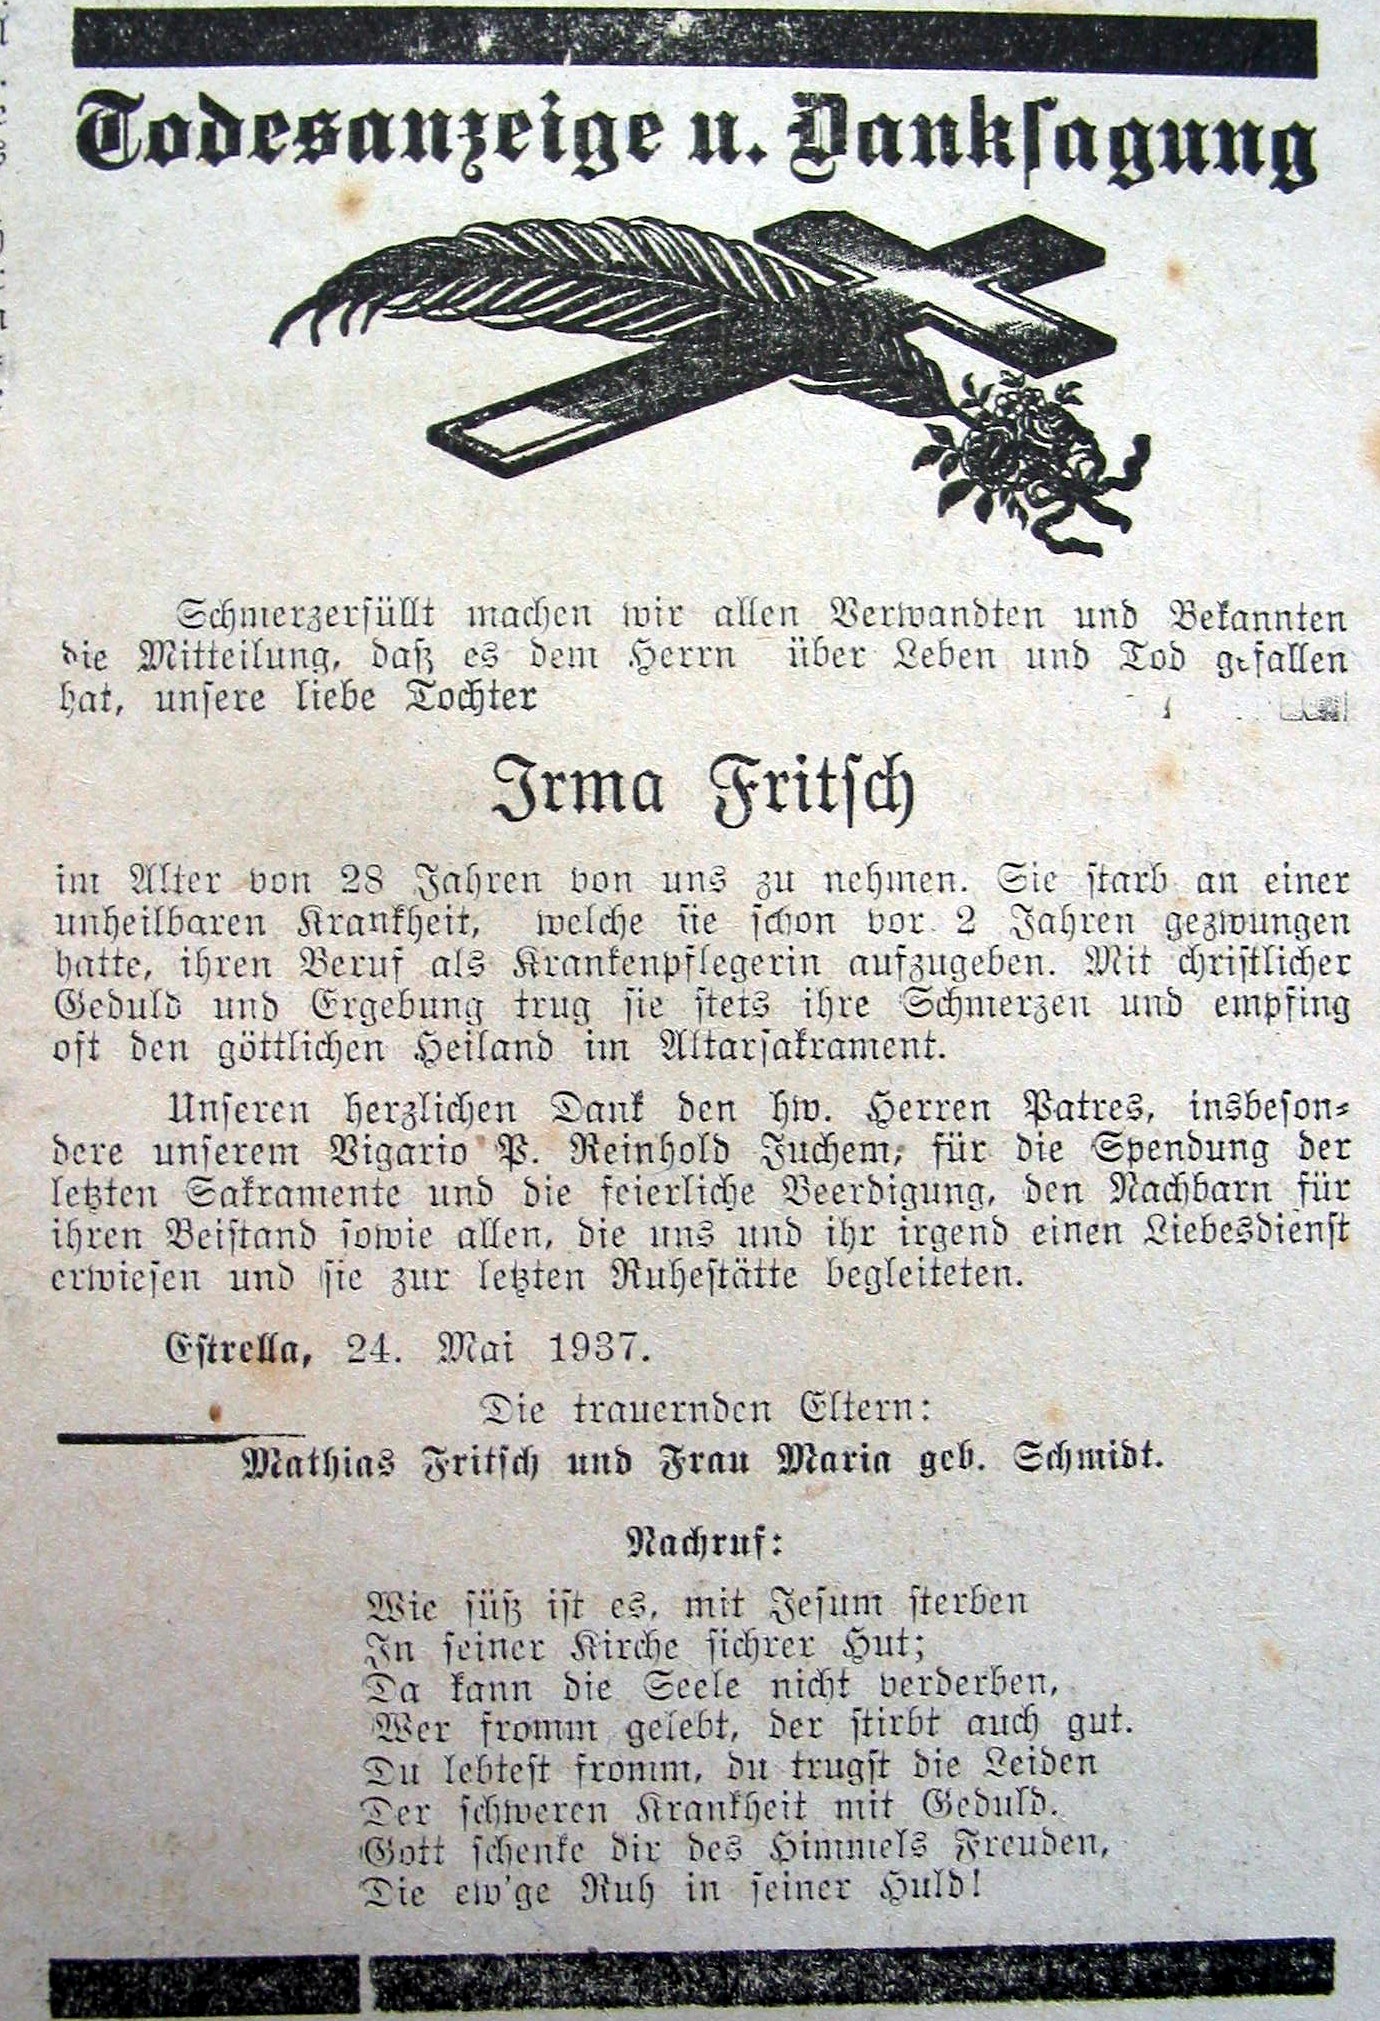 Todesanzeige u. Danksagung
Schmerzerfüllt machen wir allen Verwandten und Bekannten
die Mitteilung, daß es dem Herrn über Leben und Tod gefallen
hat, unsere liebe Tochter
Irma Fritsch
im Alter von 28 Jahren von uns zu nehmen. Sie starb an einer
unheilbaren Krankheit, welche sie schon vor 2 Jahren gezwungen
hatte, ihren Beruf als Krankenpflegerin aufzugeben. Mit christlicher
Geduld und Ergebung trug sie stets ihre Schmerzen und empfing
oft den göttlichen Heiland im Altarsakrament.
Unseren herzlichen Dank den hw. Herren Patres, insbeson-
dere unserem Vigario P. Reinhold Juchem, für die Spendung der
letzten Sakramente und die feierliche Beerdigung, den Nachbarn für
ihren Beistand sowie allen, die uns und ihr irgend einen Liebesdienst
erwiesen und sie zur letzten Ruhestätte begleiteten.
Estrella, 24. Mai 1937.
Die trauernden Eltern:
Mathias Fritsch und Frau Maria geb. Schmidt.
Nachruf:
Wie süß ist es, mit Jesum sterben
In seiner Kirche sichrer Hut;
Da kann die Seele nicht verderben,
Wer fromm gelebt, der stirbt auch gut.
Du lebtest fromm, du trugst die Leiden
Der schweren Krankheit mit Geduld.
Gott schenke dir des Himmels Freuden,
Die ew'ge Ruh in seiner Huld!